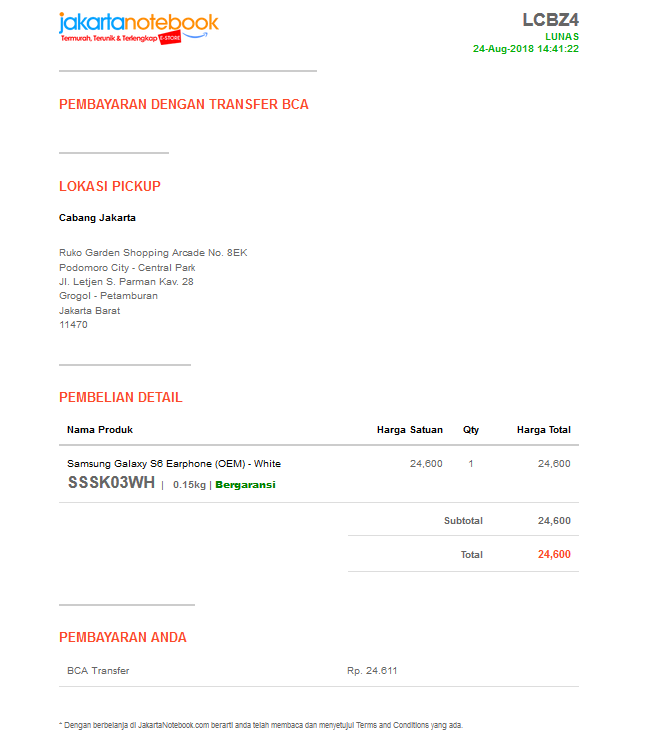 jakartanotebook
Termurah, Terunik & Terlengkap E-STORE
LCBZ4
LUNAS
24-Aug-2018 14:41:22
PEMBAYARAN DENGAN TRANSFER BCA
LOKASI PICKUP
Cabang Jakarta
Ruko Garden Shopping Arcade No. 8EK
Podomoro City - Central Park
Jl. Letjen S. Parman Kav. 28
Grogol - Petamburan
Jakarta Barat
11470
PEMBELIAN DETAIL
Nama Produk Harga Satuan Qty Harga Total
Samsung Galaxy S6 Earphone (OEM) - White 24,600 1 24,600
SSSK03WH | 0.15kg | Bergaransi
Subtotal 24,600
Total 24,600
PEMBAYARAN ANDA
BCA Transfer Rp. 24.611
* Dengan berbelanja di JakartaNotebook.com berarti anda telah membaca dan menyetujui Terms and Conditions yang ada.